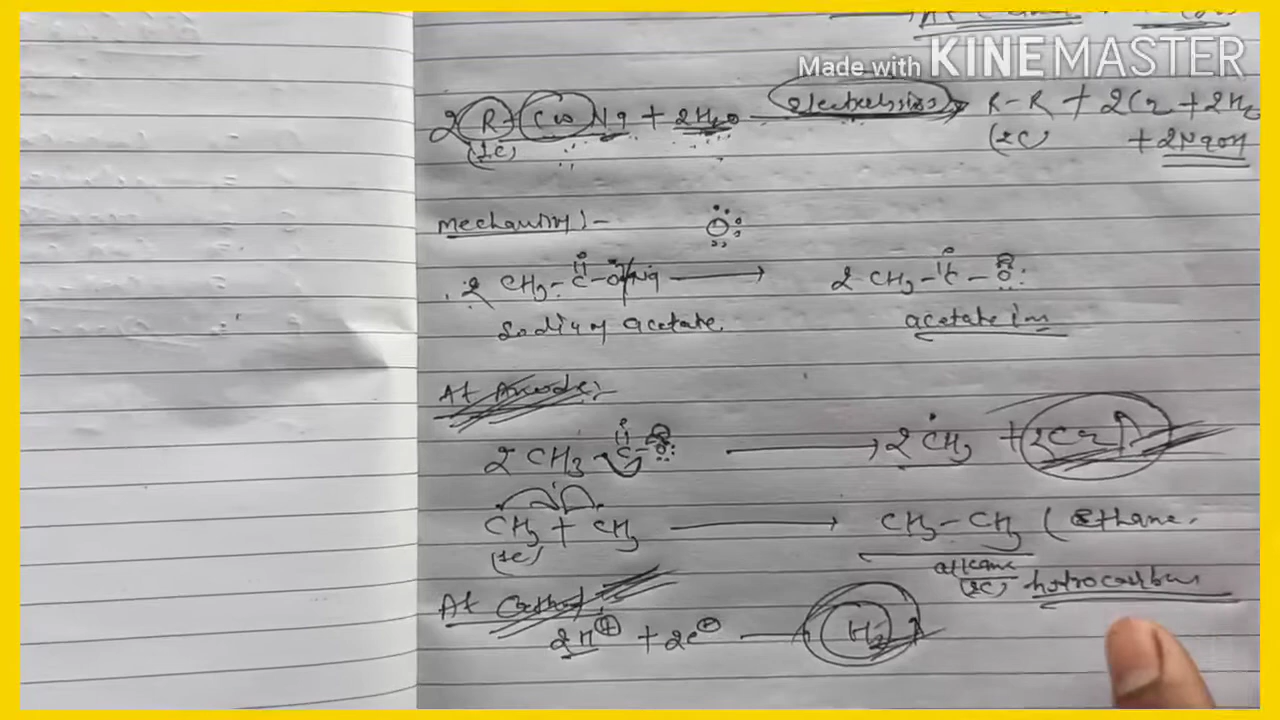 Made with KINEMASTER
2 R-COONa + 2H2O electrolysis → R-R + 2CO2 + 2H2
(1C) (2C) + 2NaOH
Mechanism :-
2 CH3-C-O Na → 2 CH3-C-O
Sodium acetate acetate ion
At Anode :-
2 CH3-C-O → 2 CH3 + 2CO2 ↑
CH3 + CH3 → CH3-CH3 ( Ethane.
(1C) alkane
(2C) hydrocarbon
At Cathode :-
2H⊕ + 2e⊖ → H2 ↑